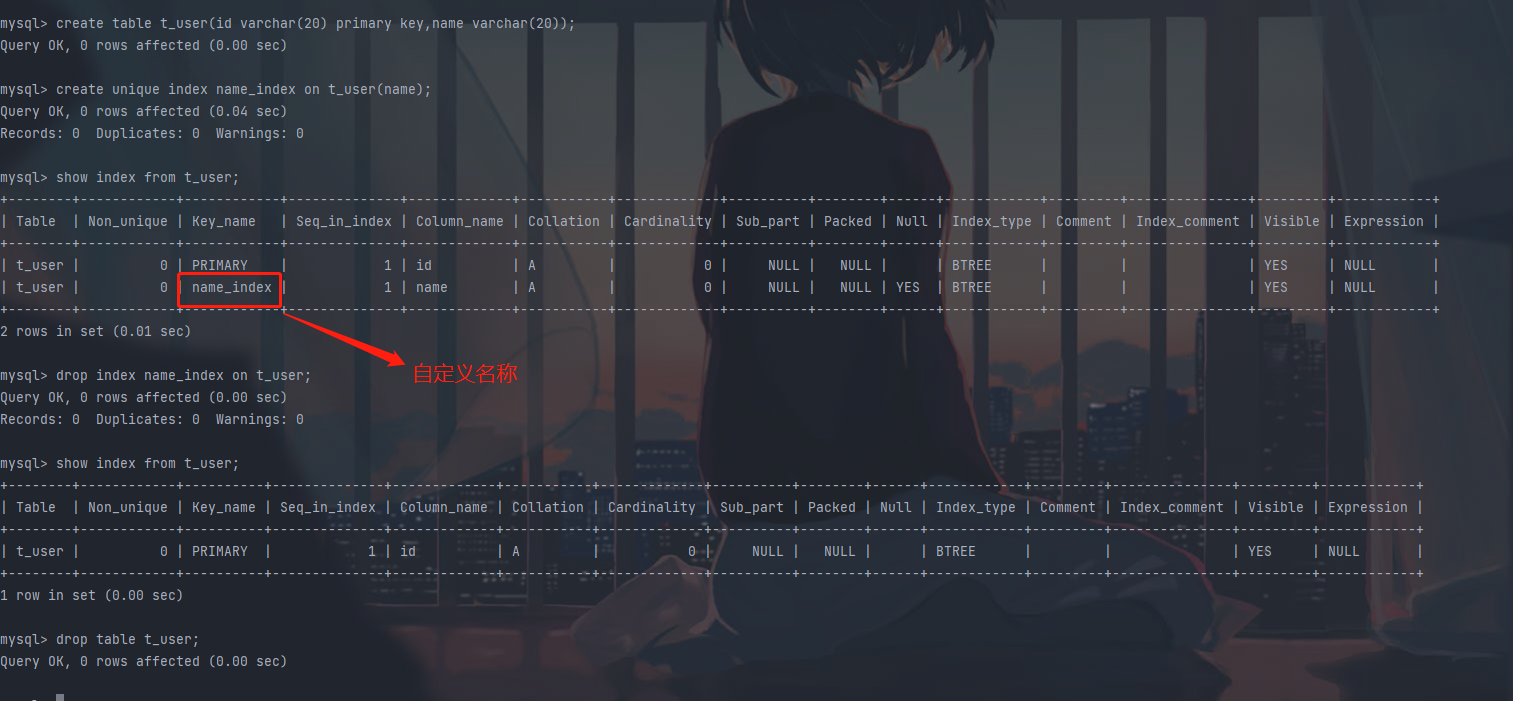 mysql> create table t_user(id varchar(20) primary key,name varchar(20));
Query OK, 0 rows affected (0.00 sec)
mysql> create unique index name_index on t_user(name);
Query OK, 0 rows affected (0.04 sec)
Records: 0  Duplicates: 0  Warnings: 0
mysql> show index from t_user;
+--------+------------+------------+--------------+-------------+-----------+-------------+----------+--------+------+------------+---------+---------------+---------+------------+
| Table  | Non_unique | Key_name   | Seq_in_index | Column_name | Collation | Cardinality | Sub_part | Packed | Null | Index_type | Comment | Index_comment | Visible | Expression |
+--------+------------+------------+--------------+-------------+-----------+-------------+----------+--------+------+------------+---------+---------------+---------+------------+
| t_user |          0 | PRIMARY    |            1 | id          | A         |           0 |     NULL |   NULL |      | BTREE      |         |               | YES     | NULL       |
| t_user |          0 | name_index |            1 | name        | A         |           0 |     NULL |   NULL | YES  | BTREE      |         |               | YES     | NULL       |
+--------+------------+------------+--------------+-------------+-----------+-------------+----------+--------+------+------------+---------+---------------+---------+------------+
2 rows in set (0.01 sec)
自定义名称
mysql> drop index name_index on t_user;
Query OK, 0 rows affected (0.00 sec)
Records: 0  Duplicates: 0  Warnings: 0
mysql> show index from t_user;
+--------+------------+----------+--------------+-------------+-----------+-------------+----------+--------+------+------------+---------+---------------+---------+------------+
| Table  | Non_unique | Key_name | Seq_in_index | Column_name | Collation | Cardinality | Sub_part | Packed | Null | Index_type | Comment | Index_comment | Visible | Expression |
+--------+------------+----------+--------------+-------------+-----------+-------------+----------+--------+------+------------+---------+---------------+---------+------------+
| t_user |          0 | PRIMARY  |            1 | id          | A         |           0 |     NULL |   NULL |      | BTREE      |         |               | YES     | NULL       |
+--------+------------+----------+--------------+-------------+-----------+-------------+----------+--------+------+------------+---------+---------------+---------+------------+
1 row in set (0.00 sec)
mysql> drop table t_user;
Query OK, 0 rows affected (0.00 sec)